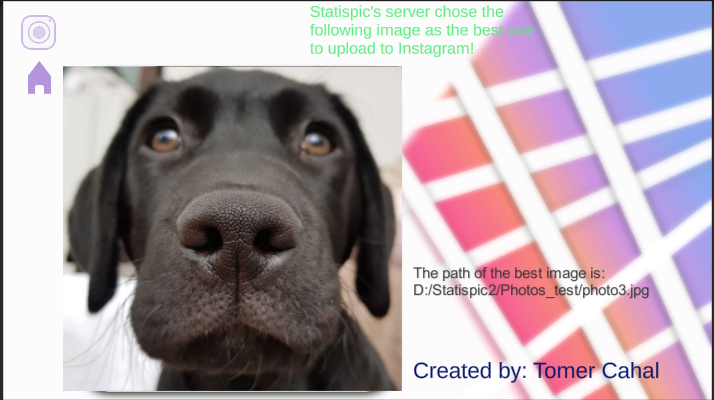 Statispic's server chose the
following image as the best one
to upload to Instagram!
The path of the best image is:
D:/Statispic2/Photos_test/photo3.jpg
Created by: Tomer Cahal